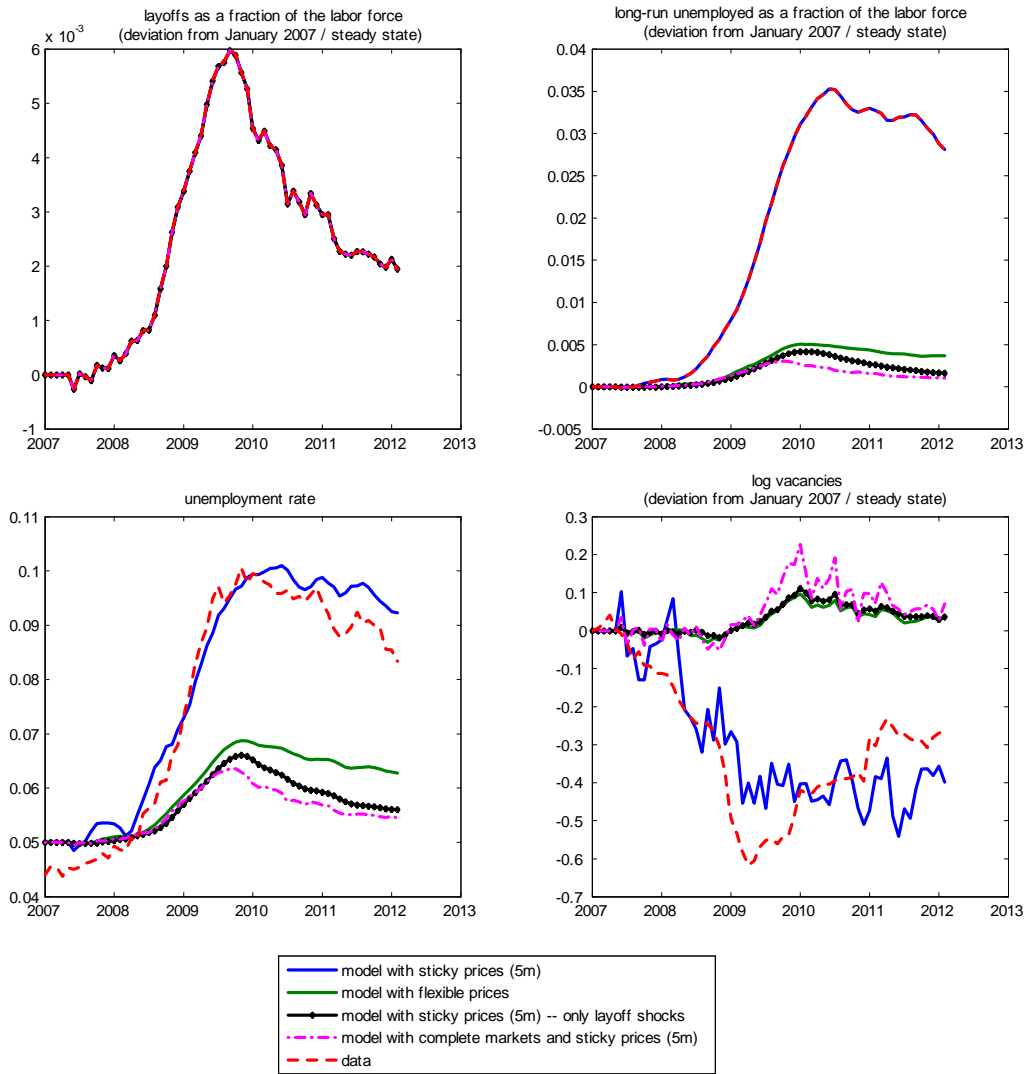 layoffs as a fraction of the labor force
(deviation from January 2007 / steady state)
x 10⁻³
6
5
4
3
2
1
0
-1
2007 2008 2009 2010 2011 2012 2013
long-run unemployed as a fraction of the labor force
(deviation from January 2007 / steady state)
0.04
0.035
0.03
0.025
0.02
0.015
0.01
0.005
0
-0.005
2007 2008 2009 2010 2011 2012 2013
unemployment rate
0.11
0.1
0.09
0.08
0.07
0.06
0.05
0.04
2007 2008 2009 2010 2011 2012 2013
log vacancies
(deviation from January 2007 / steady state)
0.3
0.2
0.1
0
-0.1
-0.2
-0.3
-0.4
-0.5
-0.6
-0.7
2007 2008 2009 2010 2011 2012 2013
model with sticky prices (5m)
model with flexible prices
model with sticky prices (5m) -- only layoff shocks
model with complete markets and sticky prices (5m)
data